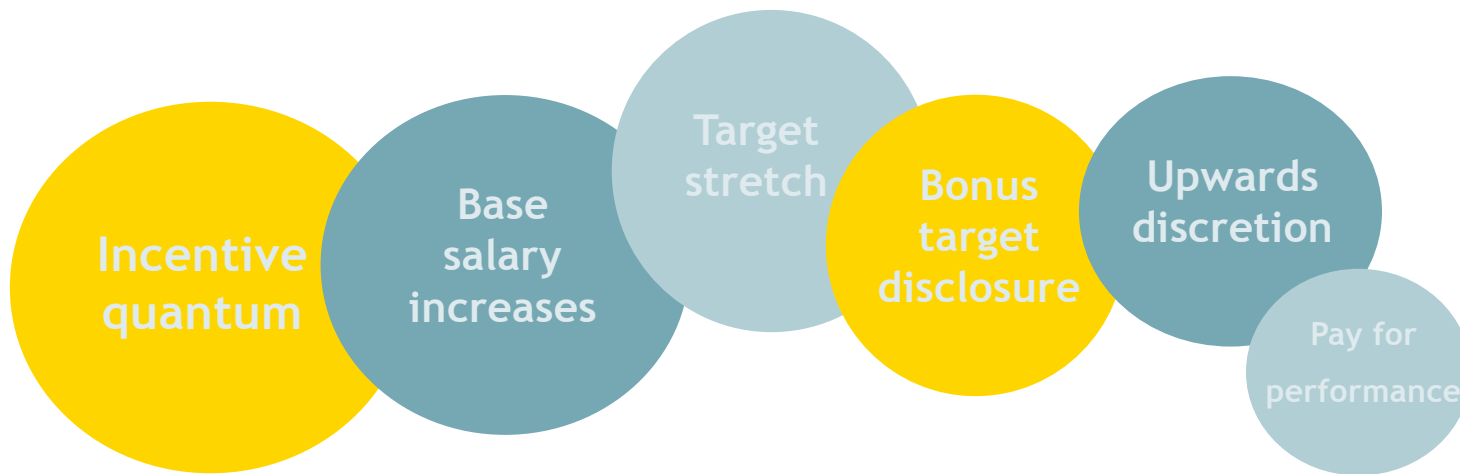 Incentive
quantum
Base
salary
increases
Target
stretch
Bonus
target
disclosure
Upwards
discretion
Pay for
performance